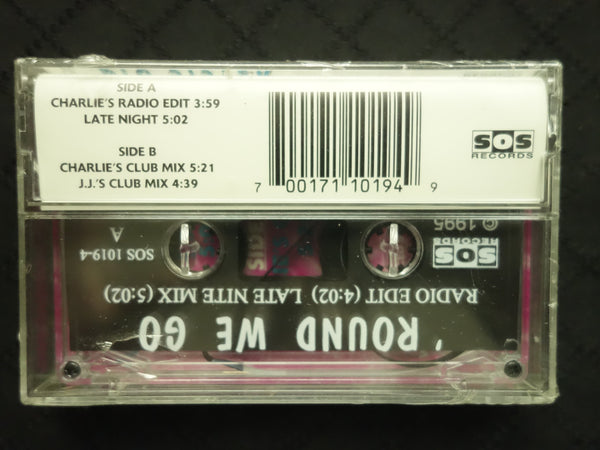 SIDE A
CHARLIE'S RADIO EDIT 3:59
LATE NIGHT 5:02
SIDE B
CHARLIE'S CLUB MIX 5:21
J.J.'S CLUB MIX 4:39
7 00171 10194 9
SOS
RECORDS
'ROUND WE GO
RADIO EDIT (4:02) LATE NITE MIX (5:02)
SOS
RECORDS
© 1995
SOS 1019-4
A